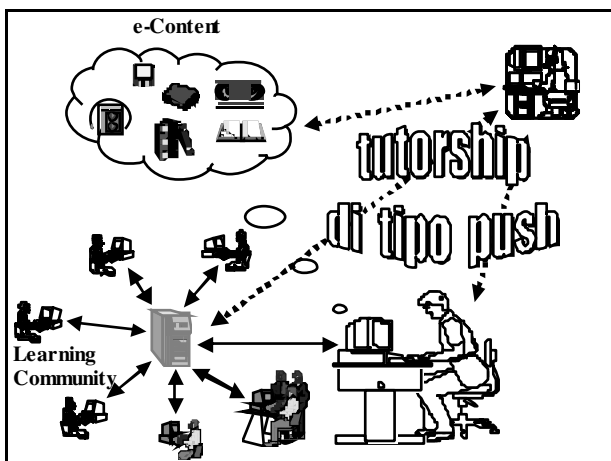 e-Content
tutorship
di tipo push
Learning
Community